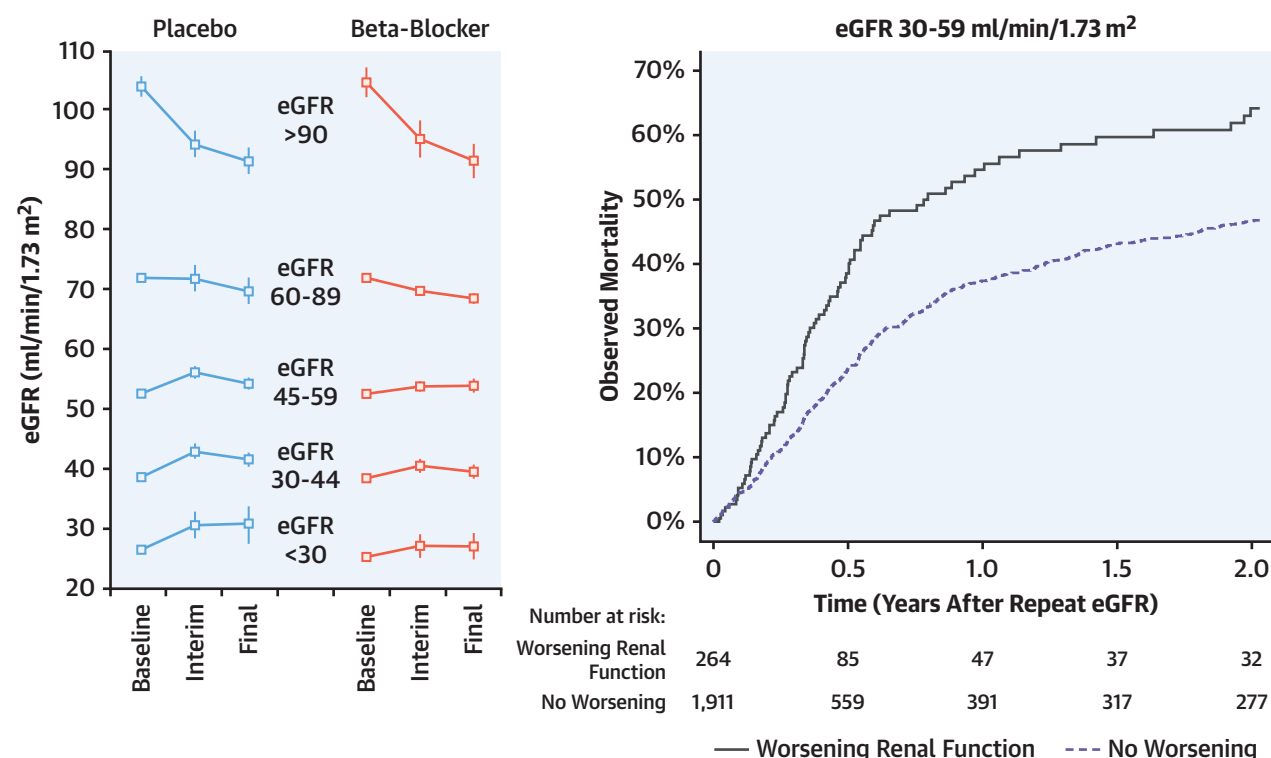 Placebo
Beta-Blocker
110
100
90
80
70
60
50
40
30
20
eGFR (ml/min/1.73 m²)
eGFR
>90
eGFR
60-89
eGFR
45-59
eGFR
30-44
eGFR
<30
Baseline
Interim
Final
Baseline
Interim
Final
eGFR 30-59 ml/min/1.73 m²
70%
60%
50%
40%
30%
20%
10%
0%
Observed Mortality
0 0.5 1.0 1.5 2.0
Time (Years After Repeat eGFR)
Number at risk:
Worsening Renal
Function
264 85 47 37 32
No Worsening 1,911 559 391 317 277
Worsening Renal Function No Worsening